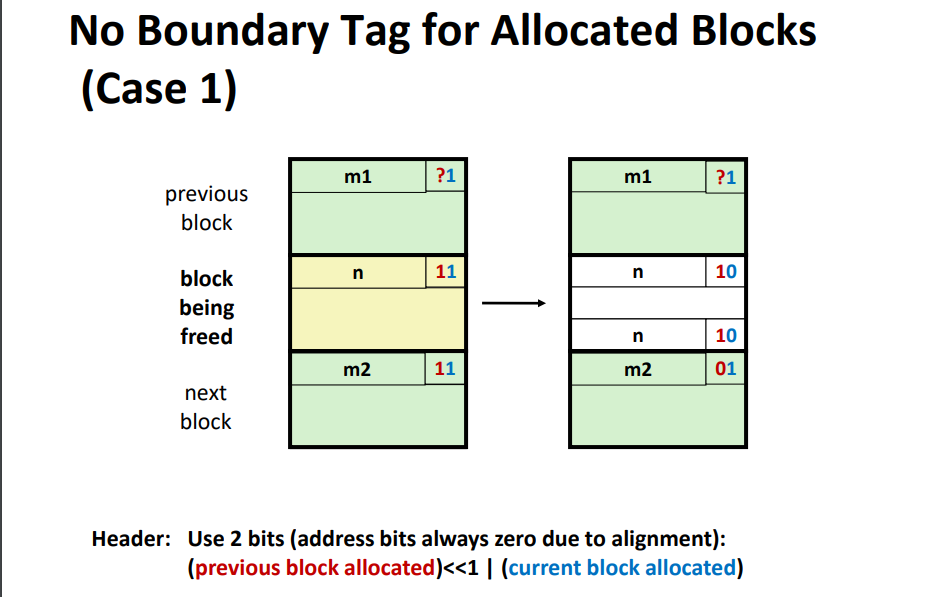 No Boundary Tag for Allocated Blocks
(Case 1)
m1 ?1
m1 ?1
previous
block
n 11
n 10
block
being
freed
n 10
m2 11
m2 01
next
block
Header: Use 2 bits (address bits always zero due to alignment):
(previous block allocated)<<1 | (current block allocated)